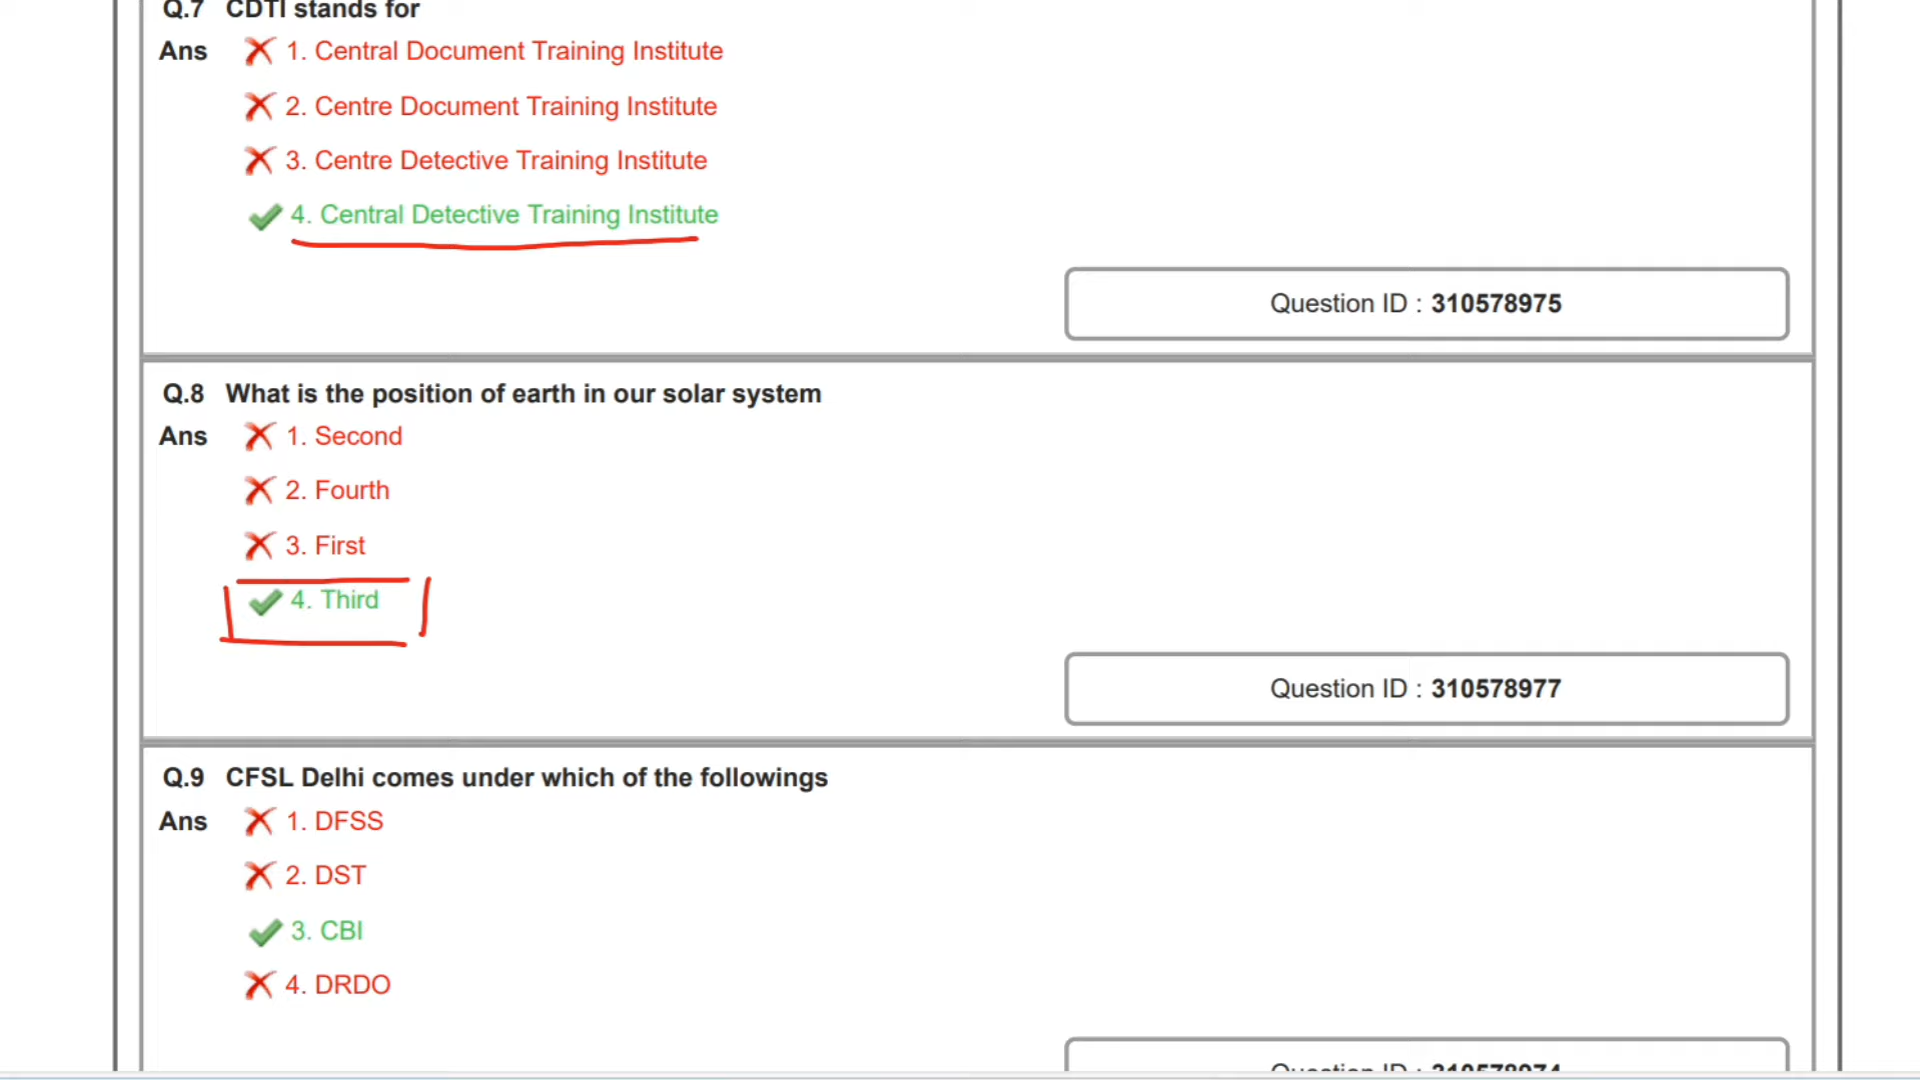 Q.7 CDTI stands for
Ans 1. Central Document Training Institute
2. Centre Document Training Institute
3. Centre Detective Training Institute
4. Central Detective Training Institute
Question ID : 310578975
Q.8 What is the position of earth in our solar system
Ans 1. Second
2. Fourth
3. First
4. Third
Question ID : 310578977
Q.9 CFSL Delhi comes under which of the followings
Ans 1. DFSS
2. DST
3. CBI
4. DRDO
Question ID : 310578974